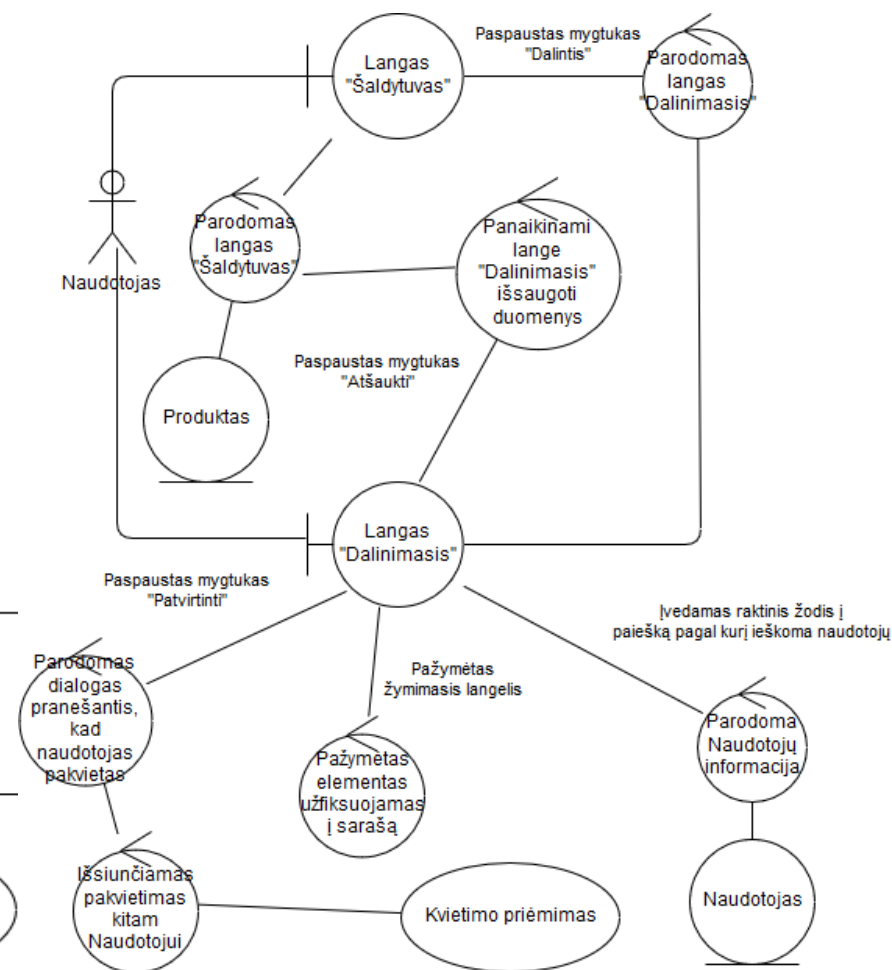 Paspaustas mygtukas
"Dalintis"
Langas
"Šaldytuvas"
Parodomas
langas
"Dalinimasis"
Parodomas
langas
"Šaldytuvas"
Panaikinami
lange
"Dalinimasis"
išsaugoti
duomenys
Naudotojas
Paspaustas mygtukas
"Atšaukti"
Produktas
Langas
"Dalinimasis"
Paspaustas mygtukas
"Patvirtinti"
Įvedamas raktinis žodis į
paiešką pagal kurį ieškoma naudotojų
Parodomas
dialogas
pranešantis,
kad
naudotojas
pakvietas
Pažymėtas
žymimasis langelis
Pažymėtas
elementas
užfiksuojamas
į sarašą
Parodoma
Naudotojų
informacija
Išsiunčiamas
pakvietimas
kitam
Naudotojui
Kvietimo priėmimas
Naudotojas